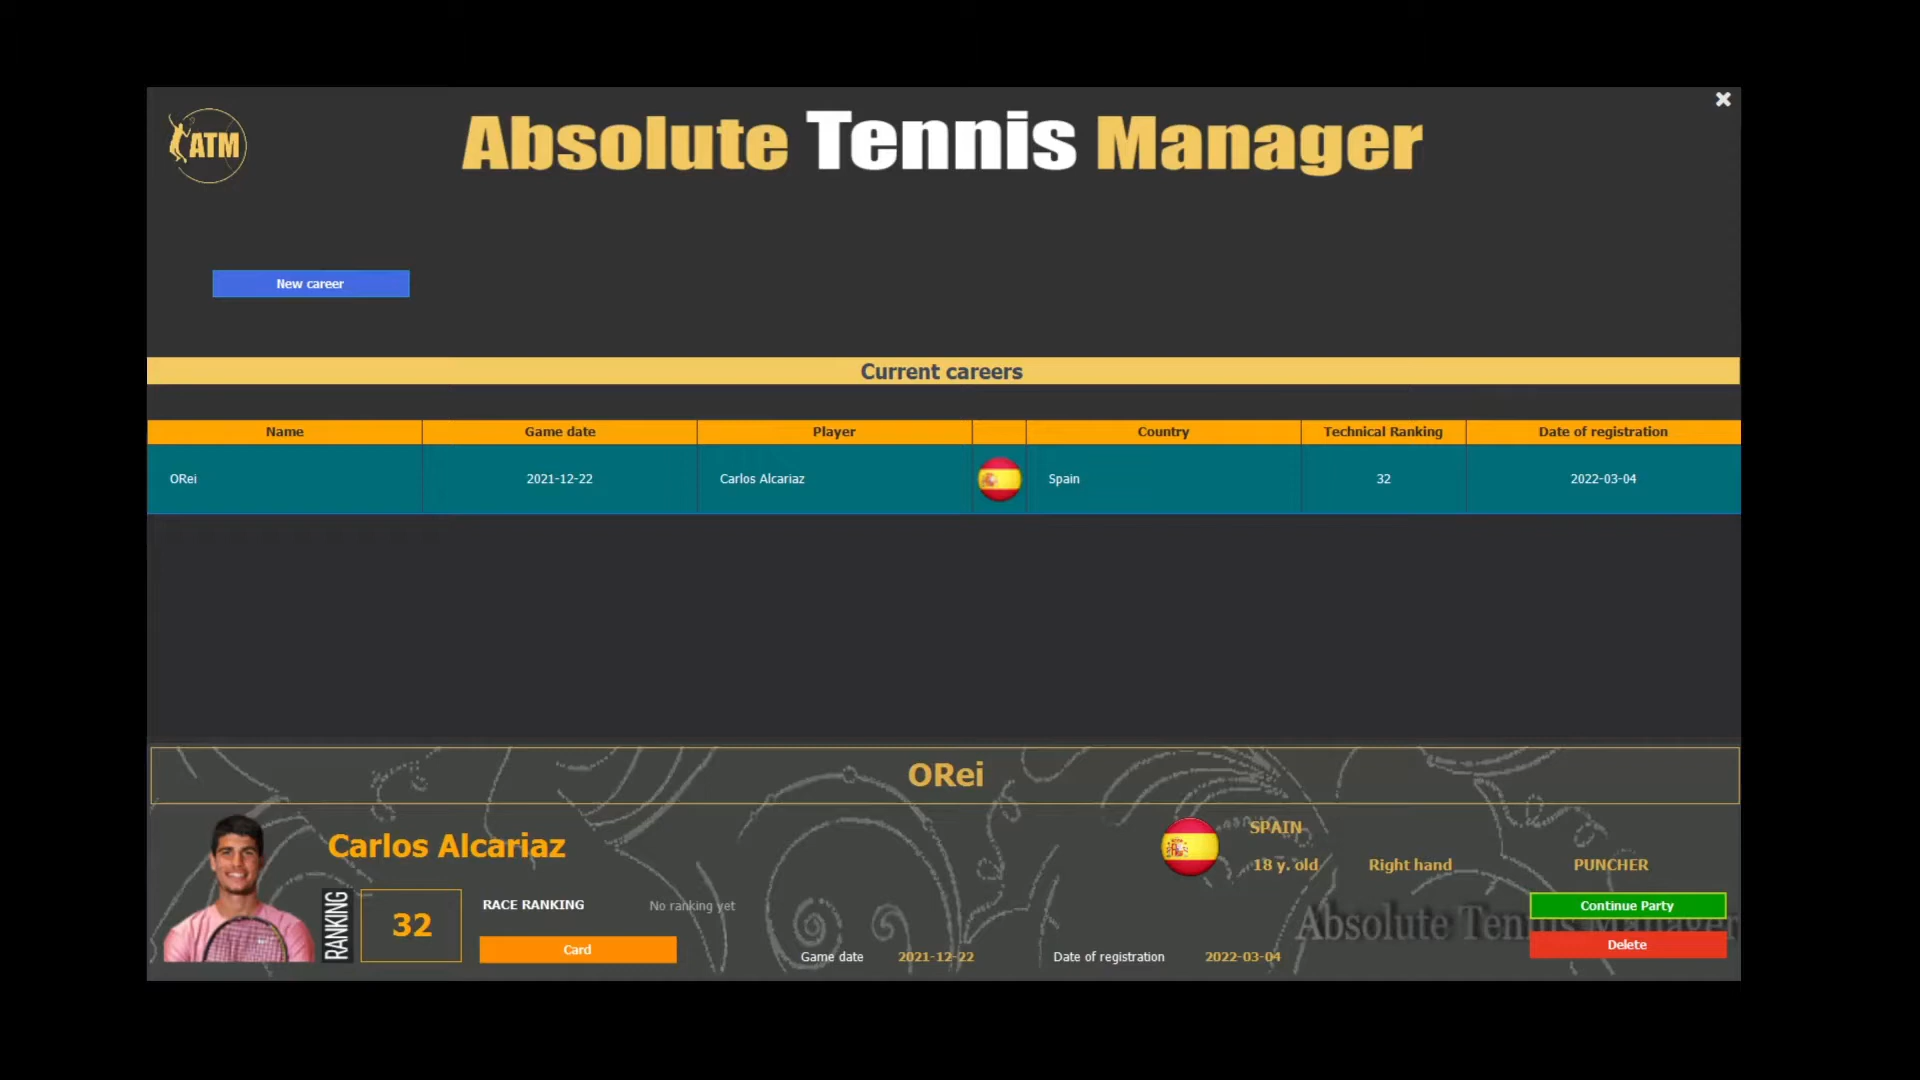 ATM
Absolute Tennis Manager
New career
Current careers
Name Game date Player Country Technical Ranking Date of registration
ORei 2021-12-22 Carlos Alcariaz Spain 32 2022-03-04
ORei
Carlos Alcariaz
SPAIN
18 y. old Right hand PUNCHER
RANKING
32
RACE RANKING No ranking yet
Continue Party
Absolute Tennis Manager
Card
Delete
Game date 2021-12-22 Date of registration 2022-03-04